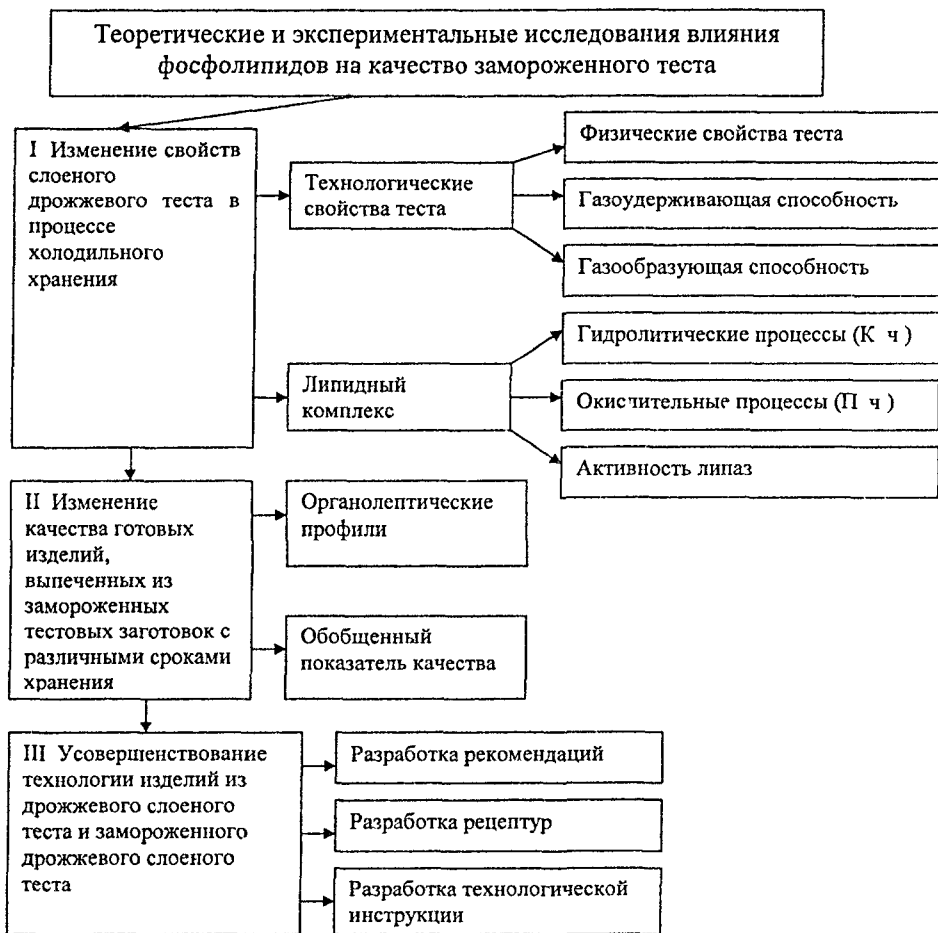 Теоретические и экспериментальные исследования влияния
фосфолипидов на качество замороженного теста
I Изменение свойств
слоеного
дрожжевого теста в
процессе
холодильного
хранения
Технологические
свойства теста
Физические свойства теста
Газоудерживающая способность
Газообразующая способность
Липидный
комплекс
Гидролитические процессы (К ч )
Окислительные процессы (П ч )
Активность липаз
II Изменение
качества готовых
изделий,
выпеченных из
замороженных
тестовых заготовок с
различными сроками
хранения
Органолептические
профили
Обобщенный
показатель качества
III Усовершенствование
технологии изделий из
дрожжевого слоеного
теста и замороженного
дрожжевого слоеного
теста
Разработка рекомендаций
Разработка рецептур
Разработка технологической
инструкции